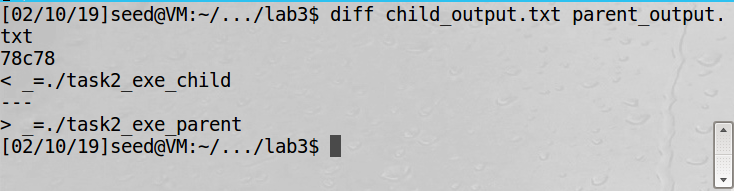 [02/10/19]seed@VM:~/.../lab3$ diff child_output.txt parent_output.
txt
78c78
< _=./task2_exe_child
---
> _=./task2_exe_parent
[02/10/19]seed@VM:~/.../lab3$